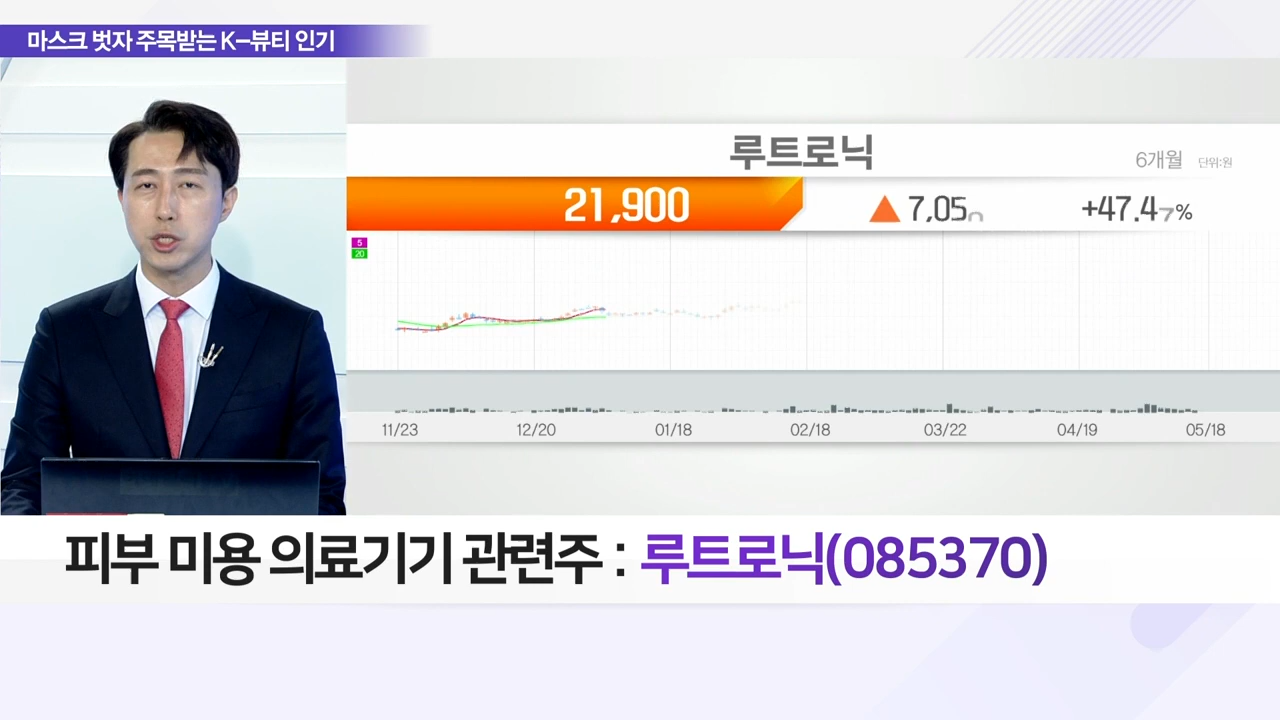 마스크 벗자 주목받는 K-뷰티 인기
루트로닉
6개월 단위:원
21,900
▲ 7,05 +47.4 %
5
20
11/23 12/20 01/18 02/18 03/22 04/19 05/18
피부 미용 의료기기 관련주 : 루트로닉(085370)